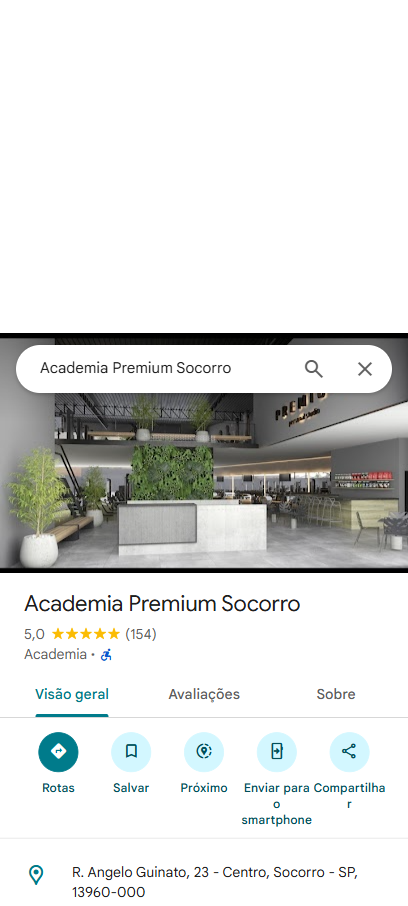 Academia Premium Socorro
PREMIU
Academia Premium Socorro
5,0 (154)
Academia •
Visão geral Avaliações Sobre
Rotas Salvar Próximo Enviar para o smartphone Compartilhar
R. Angelo Guinato, 23 - Centro, Socorro - SP,
13960-000